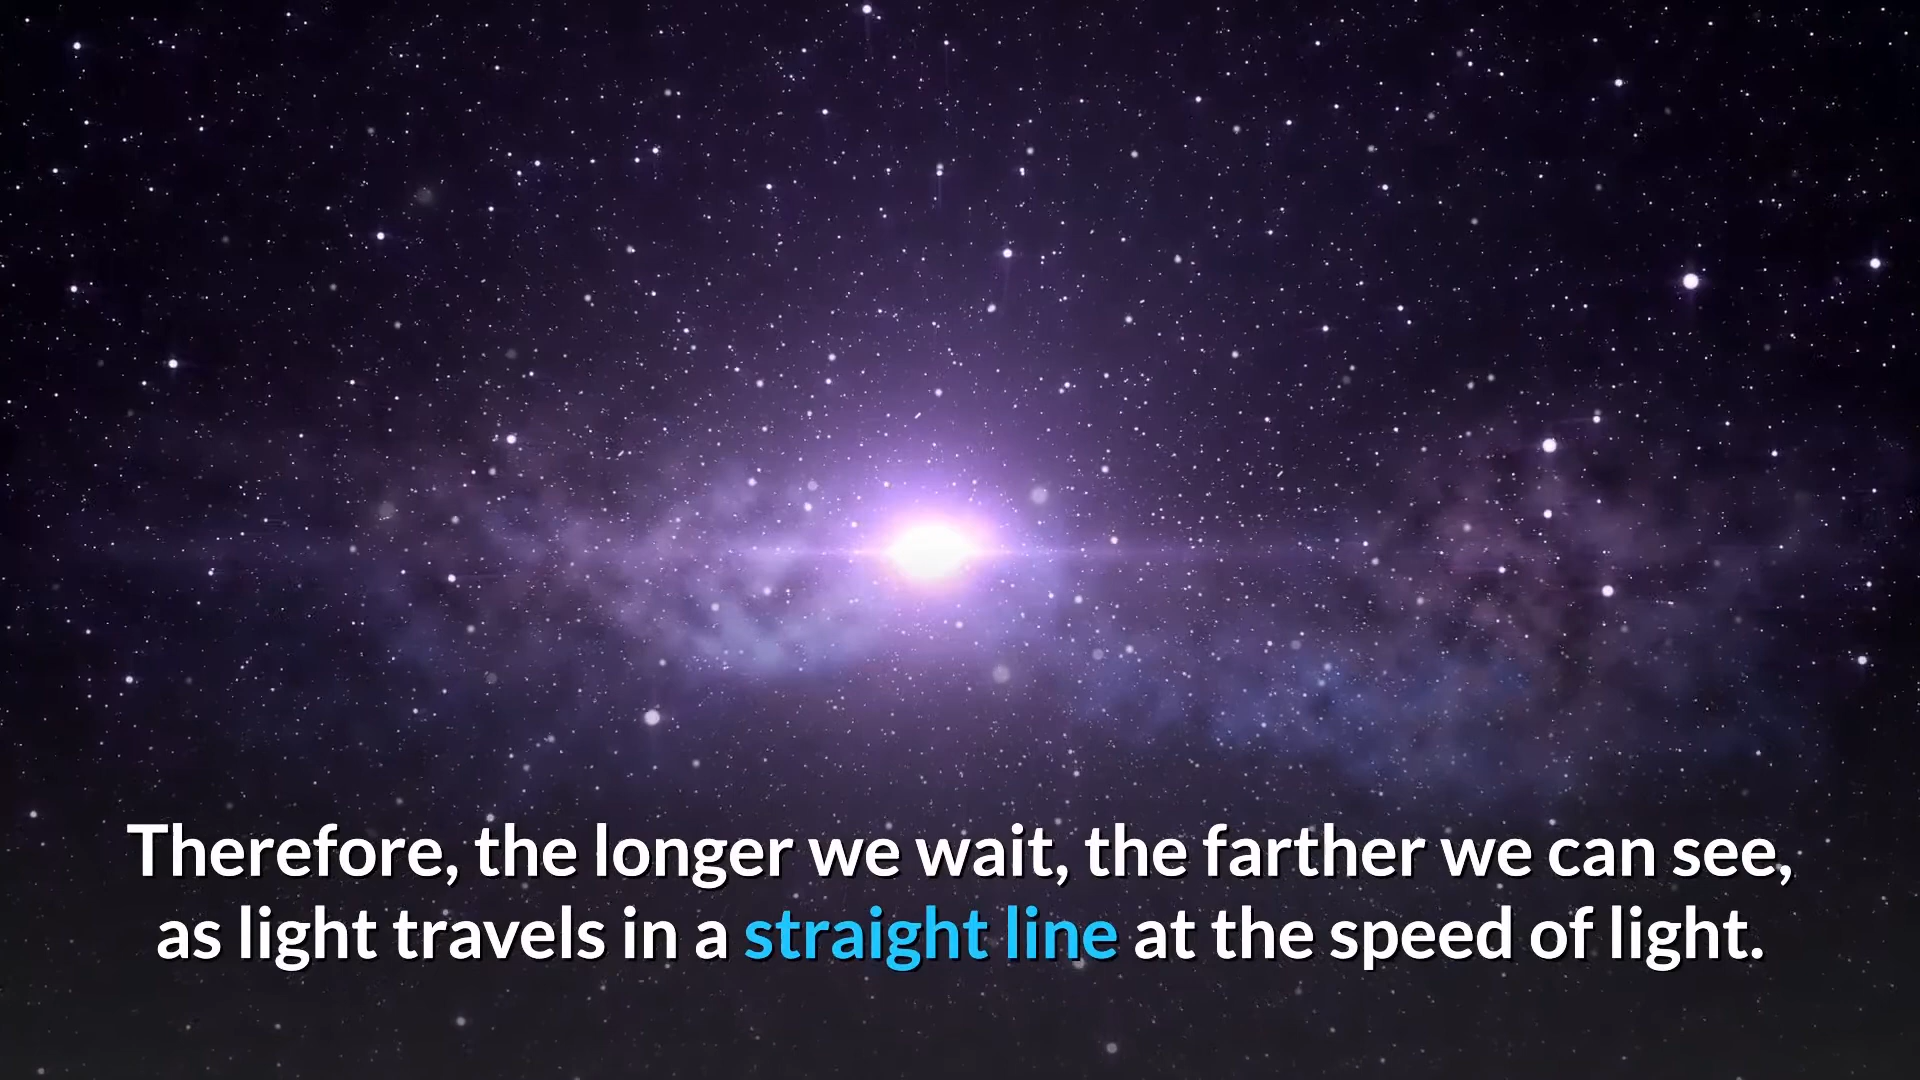 Therefore, the longer we wait, the farther we can see,
as light travels in a straight line at the speed of light.